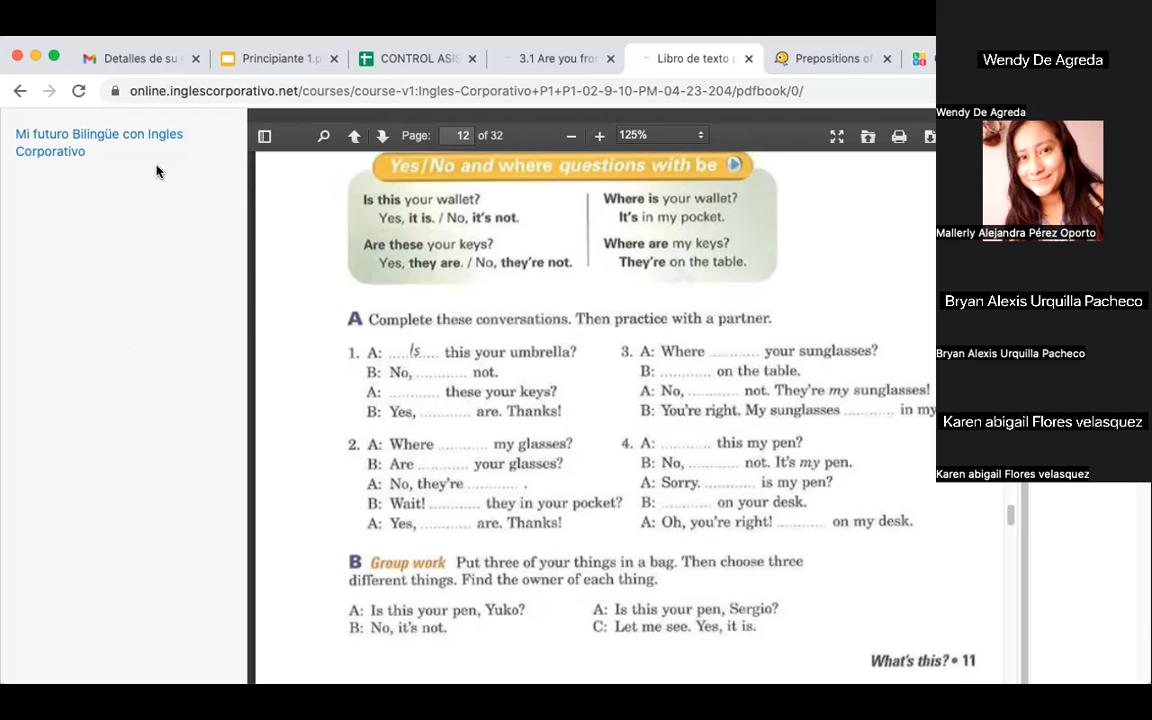 Detalles de su
Principiante 1.p
CONTROL ASIS
3.1 Are you fro
Libro de texto
Prepositions of
online.inglescorporativo.net/courses/course-v1:Ingles-Corporativo+P1+P1-02-9-10-PM-04-23-204/pdfbook/0/
Mi futuro Bilingüe con Ingles
Corporativo
Page: 12 of 32
125%
Yes/No and where questions with be
Is this your wallet?
Yes, it is. / No, it's not.
Are these your keys?
Yes, they are. / No, they're not.
Where is your wallet?
It's in my pocket.
Where are my keys?
They're on the table.
A Complete these conversations. Then practice with a partner.
1. A: ....Is.... this your umbrella?
B: No, ............ not.
A: ............ these your keys?
B: Yes, ............ are. Thanks!
2. A: Where ............ my glasses?
B: Are ............ your glasses?
A: No, they're ............ .
B: Wait! ............ they in your pocket?
A: Yes, ............ are. Thanks!
3. A: Where ............ your sunglasses?
B: ............ on the table.
A: No, ............ not. They're my sunglasses!
B: You're right. My sunglasses ............ in my
4. A: ............ this my pen?
B: No, ............ not. It's my pen.
A: Sorry. ............ is my pen?
B: ............ on your desk.
A: Oh, you're right! ............ on my desk.
B Group work Put three of your things in a bag. Then choose three
different things. Find the owner of each thing.
A: Is this your pen, Yuko?
B: No, it's not.
A: Is this your pen, Sergio?
C: Let me see. Yes, it is.
What's this? • 11
Wendy De Agreda
Wendy De Agreda
Mallerly Alejandra Pérez Oporto
Bryan Alexis Urquilla Pacheco
Bryan Alexis Urquilla Pacheco
Karen abigail Flores velasquez
Karen abigail Flores velasquez